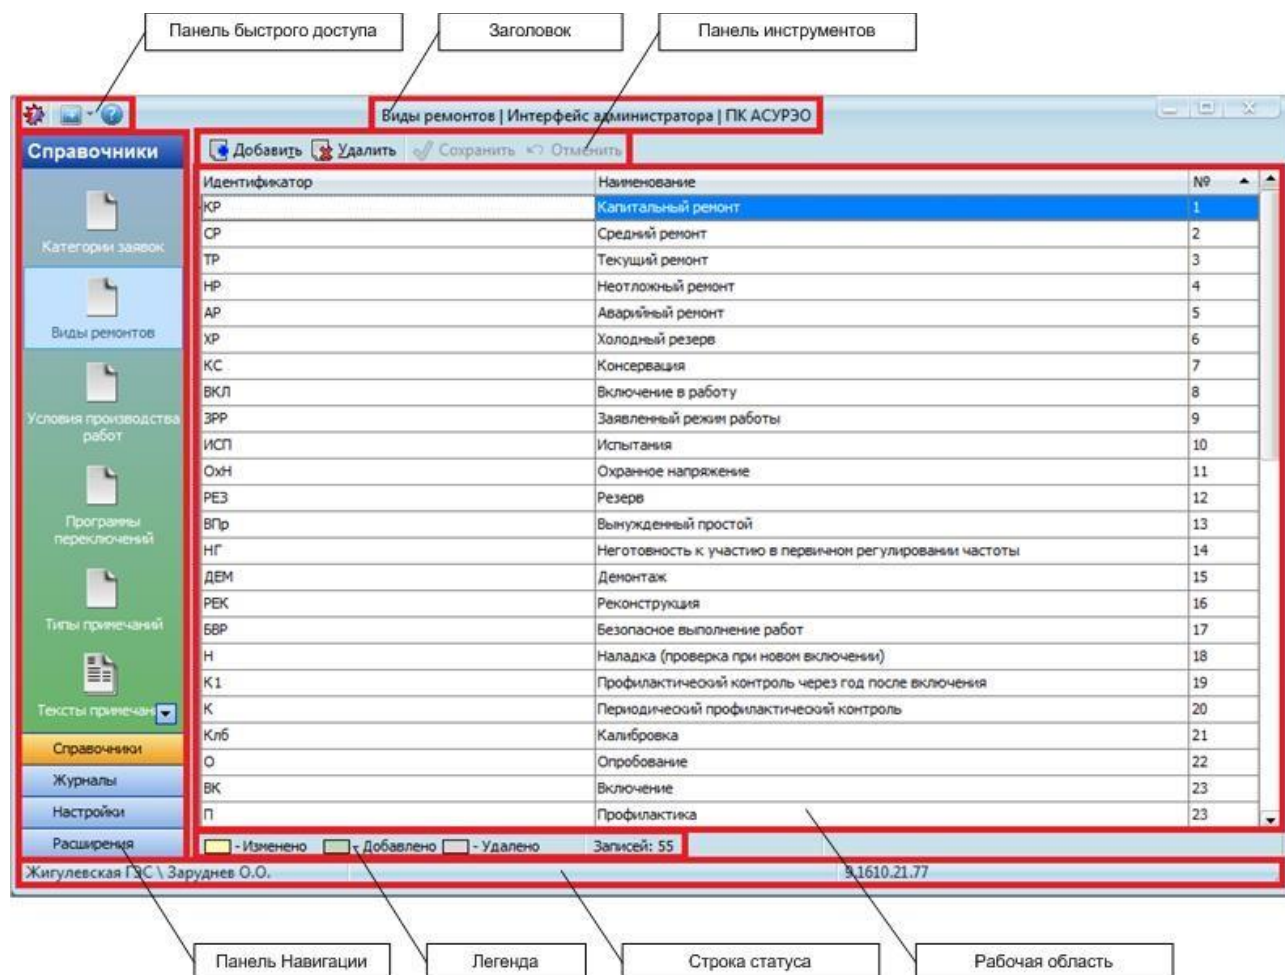 Панель быстрого доступа
Заголовок
Панель инструментов
Виды ремонтов | Интерфейс администратора | ПК АСУРЭО
Справочники
Добавить Удалить Сохранить Отменить
Идентификатор Наименование №
КР Капитальный ремонт 1
СР Средний ремонт 2
ТР Текущий ремонт 3
НР Неотложный ремонт 4
АР Аварийный ремонт 5
ХР Холодный резерв 6
КС Консервация 7
ВКЛ Включение в работу 8
ЗРР Заявленный режим работы 9
ИСП Испытания 10
ОхН Охранное напряжение 11
РЕЗ Резерв 12
ВПр Вынужденный простой 13
НГ Неготовность к участию в первичном регулировании частоты 14
ДЕМ Демонтаж 15
РЕК Реконструкция 16
БВР Безопасное выполнение работ 17
Н Наладка (проверка при новом включении) 18
К1 Профилактический контроль через год после включения 19
К Периодический профилактический контроль 20
Клб Калибровка 21
О Опробование 22
ВК Включение 23
П Профилактика 23
Категории заявок
Виды ремонтов
Условия производства
работ
Программы
переключений
Типы примечаний
Тексты примечан
Справочники
Журналы
Настройки
Расширения
- Изменено - Добавлено - Удалено Записей: 55
Жигулевская ГЭС \ Заруднев О.О. 9.1610.21.77
Панель Навигации
Легенда
Строка статуса
Рабочая область